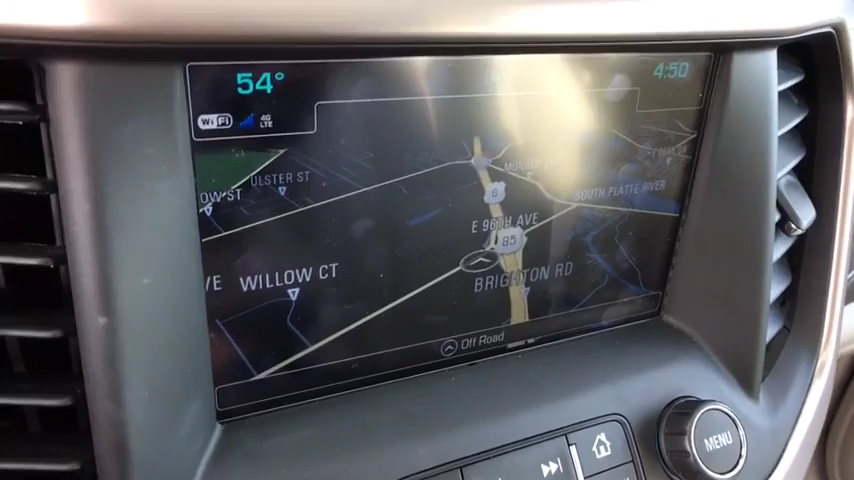 54°
4:50
WiFi
4G
LTE
ULSTER ST
OW ST
6
SOUTH PLATTE RIVER
E 96TH AVE
85
VE
WILLOW CT
BRIGHTON RD
Off Road
MENU